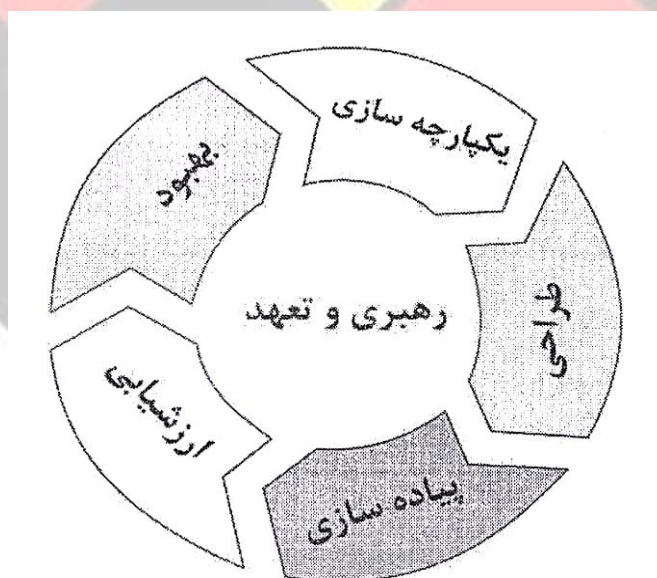 یکپارچه سازی
طراحی
پیاده سازی
ارزشیابی
بهبود
رهبری و تعهد